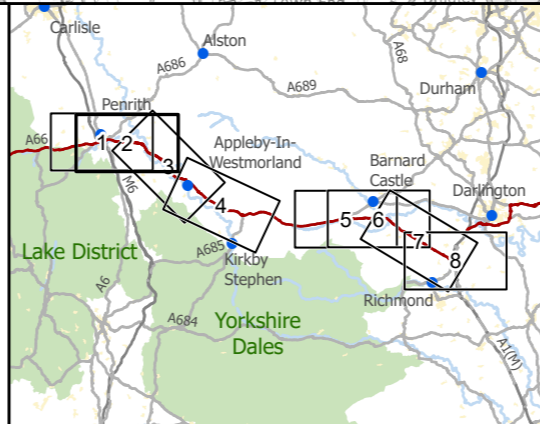 Carlisle
Alston
A68
A686
A689
Durham
Penrith
A66
1
2
3
Appleby-In-
Westmorland
Barnard
Castle
Darlington
M6
4
5
6
7
8
Lake District
A685
Kirkby
Stephen
Richmond
A6
A684
Yorkshire
Dales
A1(M)